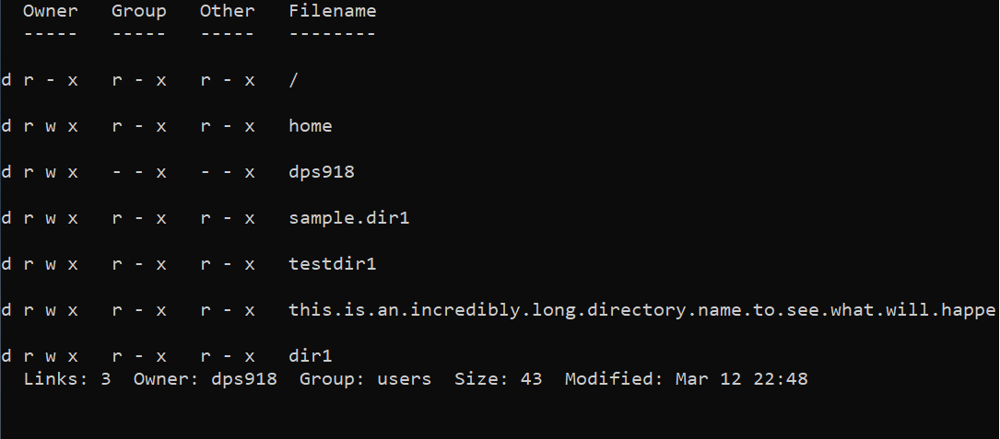 Owner   Group   Other   Filename
-----   -----   -----   --------
d r - x   r - x   r - x   /
d r w x   r - x   r - x   home
d r w x   - - x   - - x   dps918
d r w x   r - x   r - x   sample.dir1
d r w x   r - x   r - x   testdir1
d r w x   r - x   r - x   this.is.an.incredibly.long.directory.name.to.see.what.will.happe
d r w x   r - x   r - x   dir1
Links: 3  Owner: dps918  Group: users  Size: 43  Modified: Mar 12 22:48